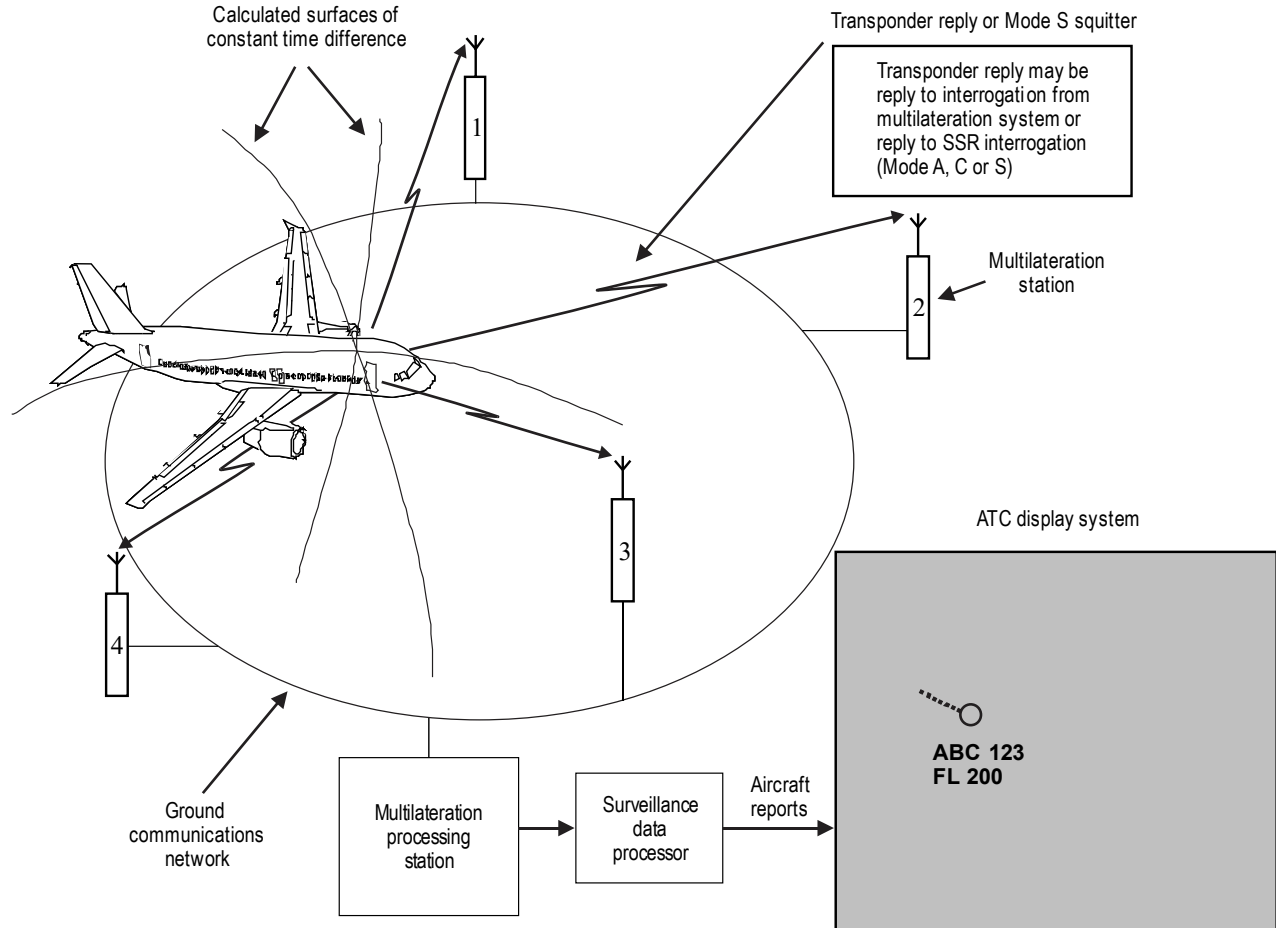 Calculated surfaces of
constant time difference
Transponder reply or Mode S squitter
Transponder reply may be
reply to interrogation from
multilateration system or
reply to SSR interrogation
(Mode A, C or S)
1
2
Multilateration
station
3
4
ATC display system
ABC 123
FL 200
Ground
communications
network
Multilateration
processing
station
Surveillance
data
processor
Aircraft
reports